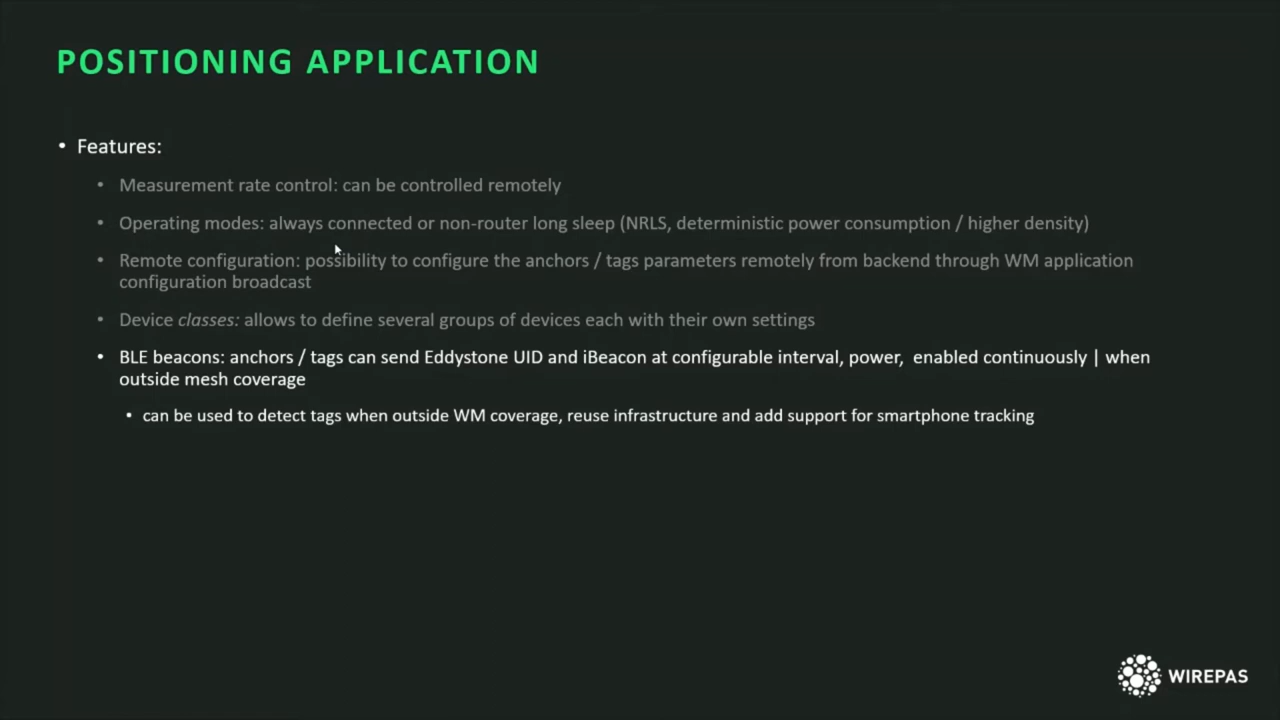 POSITIONING APPLICATION
• Features:
• Measurement rate control: can be controlled remotely
• Operating modes: always connected or non-router long sleep (NRLS, deterministic power consumption / higher density)
• Remote configuration: possibility to configure the anchors / tags parameters remotely from backend through WM application
configuration broadcast
• Device classes: allows to define several groups of devices each with their own settings
• BLE beacons: anchors / tags can send Eddystone UID and iBeacon at configurable interval, power,  enabled continuously | when
outside mesh coverage
• can be used to detect tags when outside WM coverage, reuse infrastructure and add support for smartphone tracking
WIREPAS